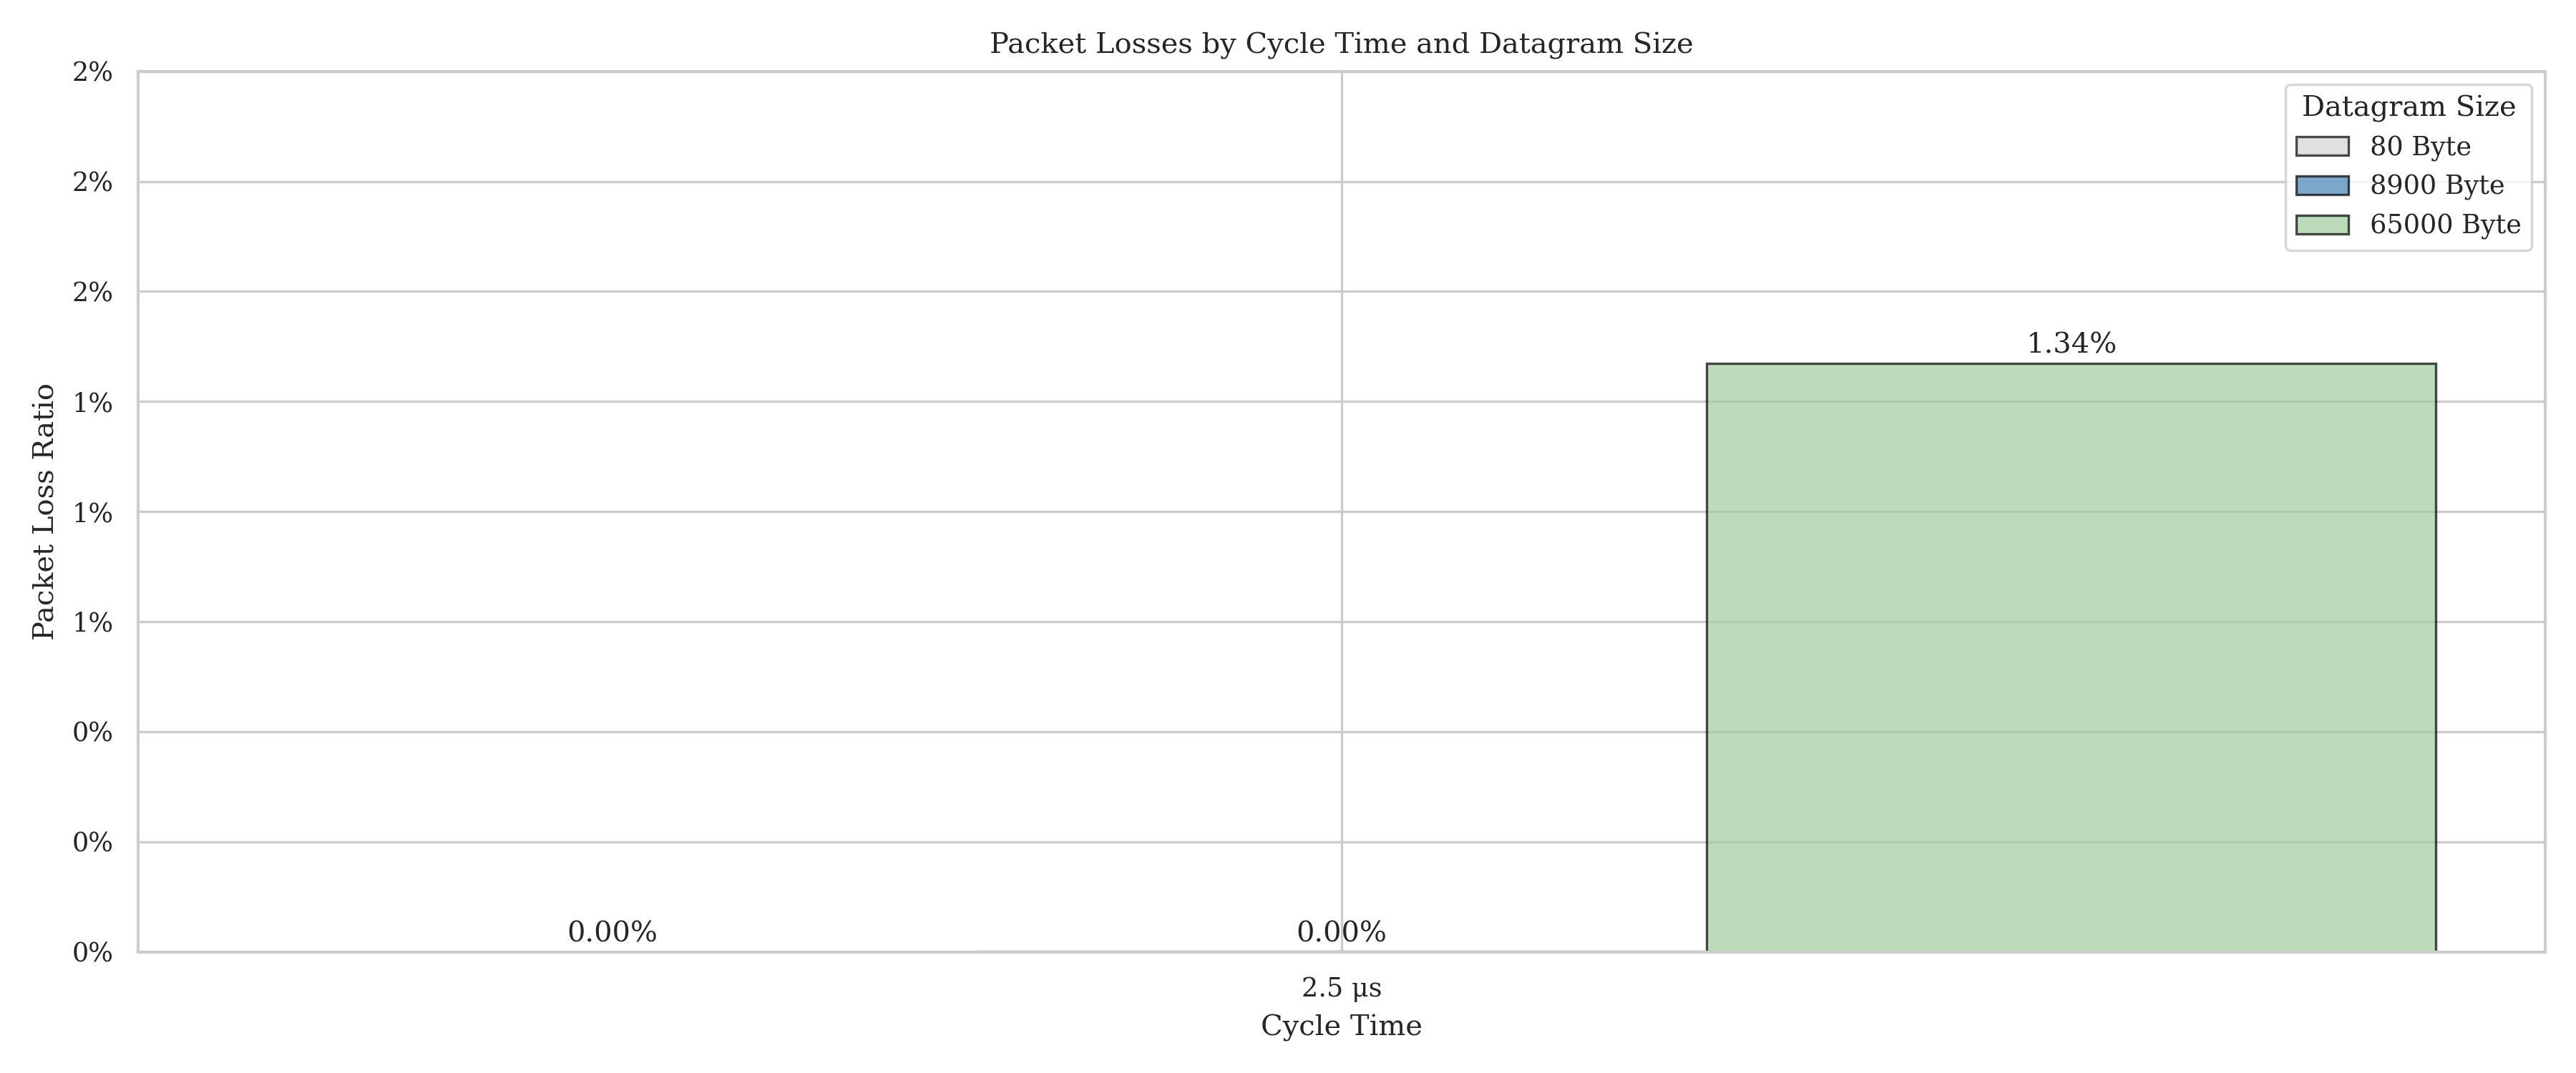 Packet Losses by Cycle Time and Datagram Size
2%
2%
2%
1%
1%
1%
0%
0%
0%
Packet Loss Ratio
Datagram Size
80 Byte
8900 Byte
65000 Byte
1.34%
0.00%
0.00%
2.5 µs
Cycle Time